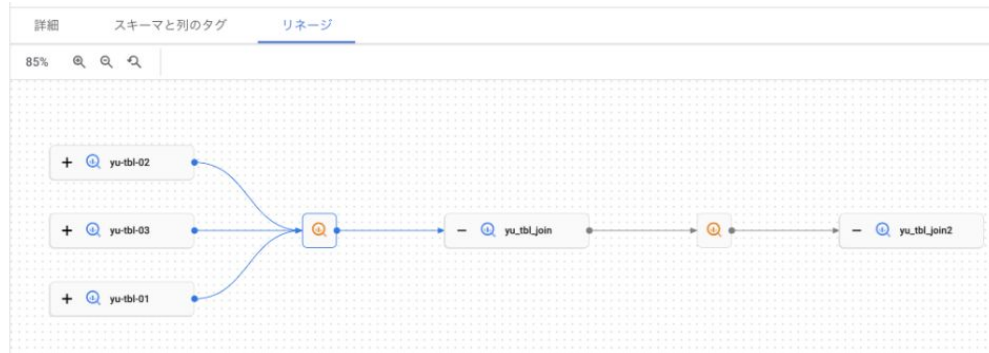 詳細 スキーマと列のタグ リネージ
85%
yu-tbl-02
yu-tbl-03 yu_tbl_join yu_tbl_join2
yu-tbl-01